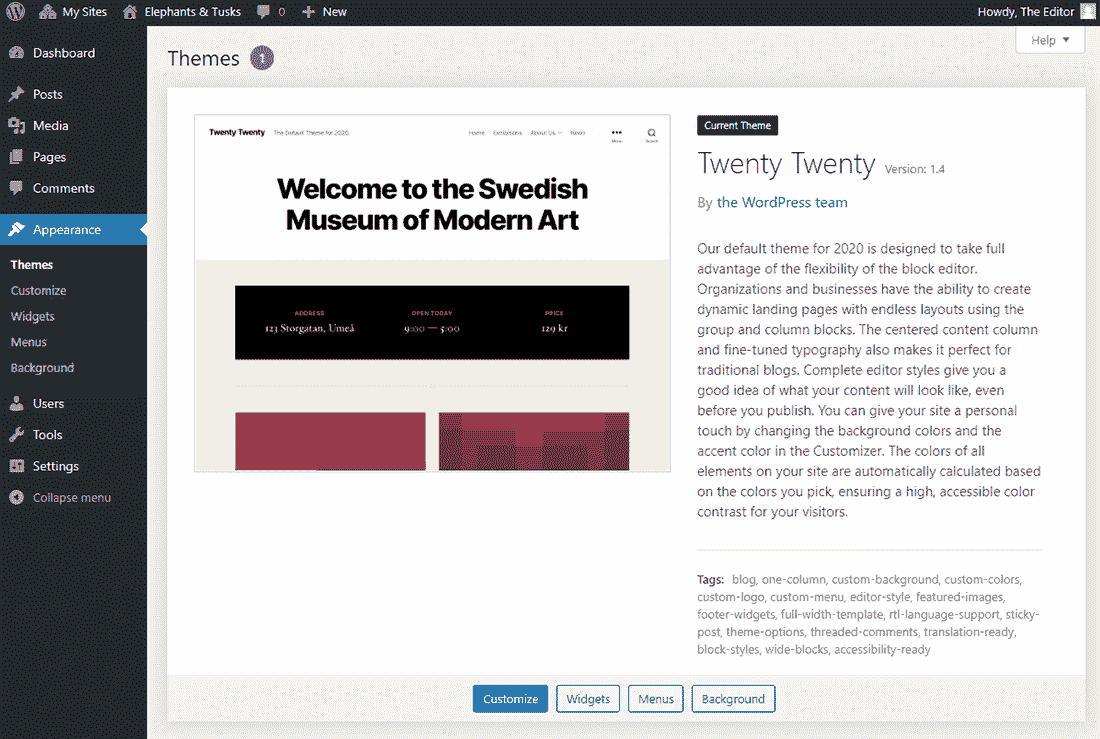 My Sites Elephants & Tusks 0 New Howdy, The Editor
Help
Dashboard
Posts
Media
Pages
Comments
Appearance
Themes
Customize
Widgets
Menus
Background
Users
Tools
Settings
Collapse menu
Themes 1
Twenty Twenty The Default Theme for 2020 Home Exhibitions About Us News Menu Search
Welcome to the Swedish
Museum of Modern Art
ADDRESS OPEN TODAY PRICE
123 Storgatan, Umeå 9:00 — 5:00 129 kr
Current Theme
Twenty Twenty Version: 1.4
By the WordPress team
Our default theme for 2020 is designed to take full
advantage of the flexibility of the block editor.
Organizations and businesses have the ability to create
dynamic landing pages with endless layouts using the
group and column blocks. The centered content column
and fine-tuned typography also makes it perfect for
traditional blogs. Complete editor styles give you a
good idea of what your content will look like, even
before you publish. You can give your site a personal
touch by changing the background colors and the
accent color in the Customizer. The colors of all
elements on your site are automatically calculated based
on the colors you pick, ensuring a high, accessible color
contrast for your visitors.
Tags: blog, one-column, custom-background, custom-colors,
custom-logo, custom-menu, editor-style, featured-images,
footer-widgets, full-width-template, rtl-language-support, sticky-
post, theme-options, threaded-comments, translation-ready,
block-styles, wide-blocks, accessibility-ready
Customize Widgets Menus Background